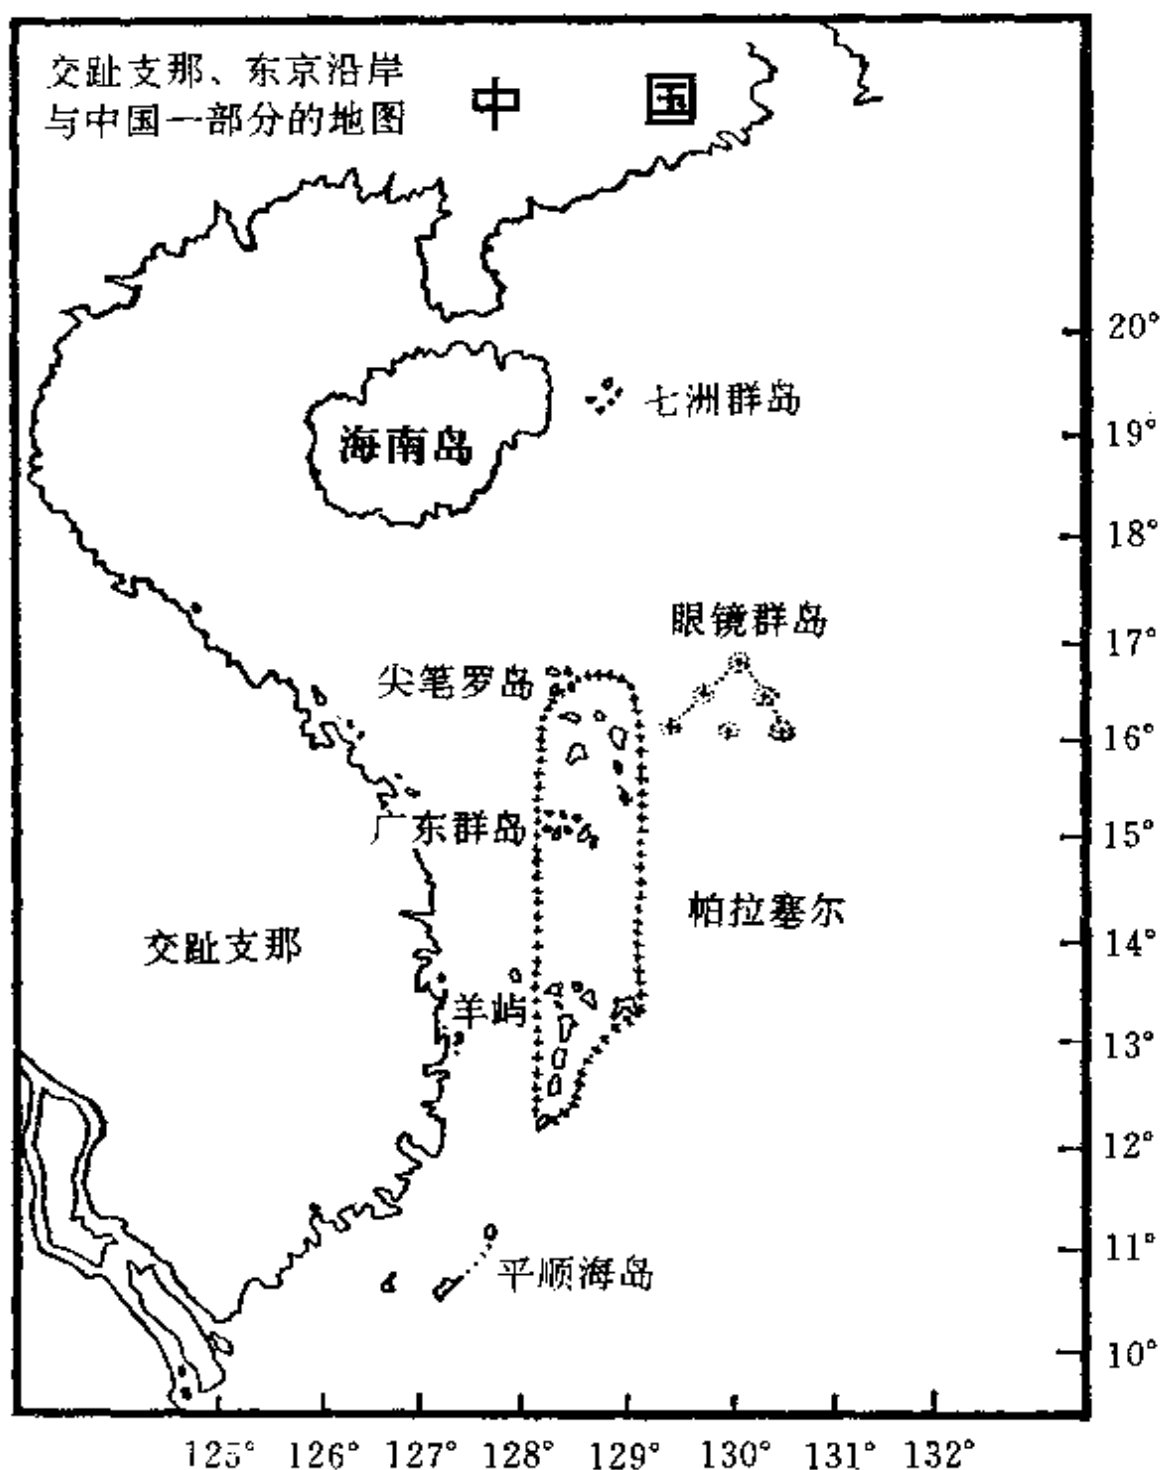 交趾支那、东京沿岸
与中国一部分的地图
中 国
20°
七洲群岛
19°
海南岛
18°
眼镜群岛
17°
尖笔罗岛
16°
广东群岛
15°
帕拉塞尔
14°
交趾支那
羊屿
13°
12°
11°
平顺海岛
10°
125° 126° 127° 128° 129° 130° 131° 132°